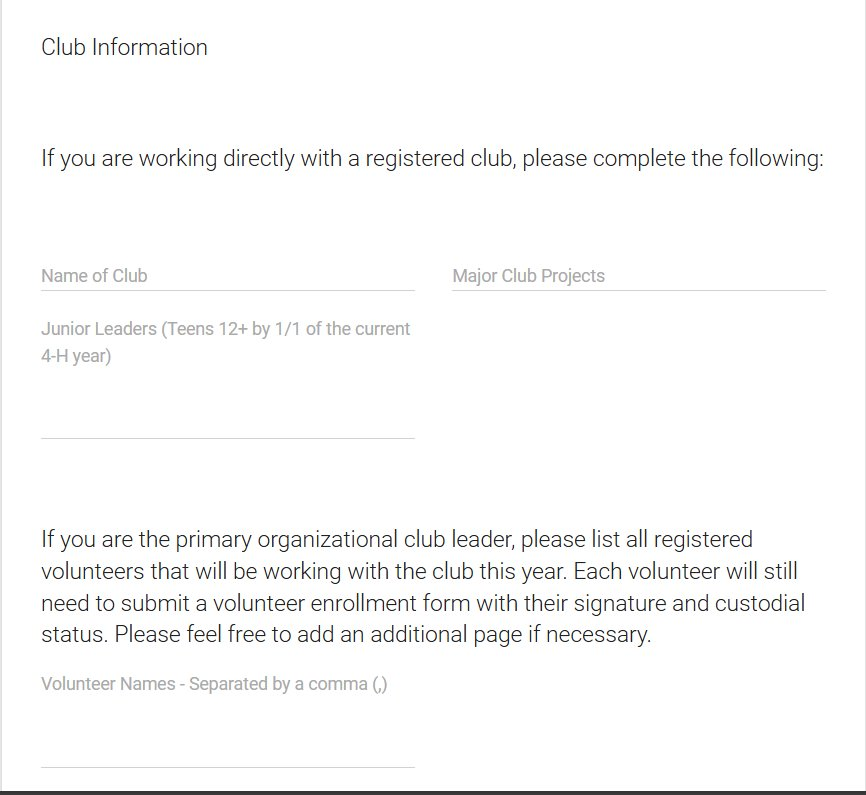 Club Information
If you are working directly with a registered club, please complete the following:
Name of Club
Major Club Projects
Junior Leaders (Teens 12+ by 1/1 of the current
4-H year)
If you are the primary organizational club leader, please list all registered
volunteers that will be working with the club this year. Each volunteer will still
need to submit a volunteer enrollment form with their signature and custodial
status. Please feel free to add an additional page if necessary.
Volunteer Names - Separated by a comma (,)